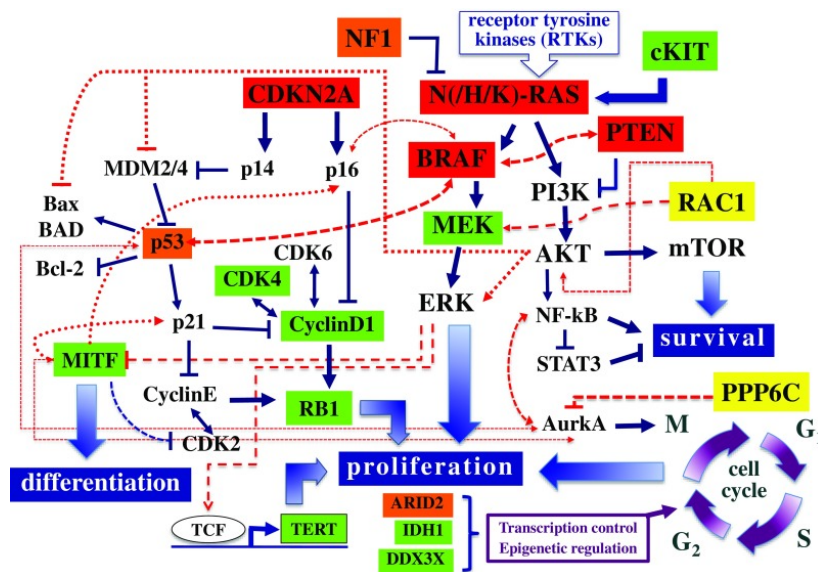 NF1
receptor tyrosine
kinases (RTKs)
cKIT
CDKN2A
N(/H/K)-RAS
PTEN
MDM2/4
p14
p16
BRAF
PI3K
RAC1
Bax
BAD
MEK
p53
CDK6
AKT
mTOR
Bcl-2
CDK4
ERK
NF-kB
p21
CyclinD1
survival
STAT3
MITF
CyclinE
RB1
PPP6C
AurkA
M
CDK2
G
proliferation
cell
cycle
differentiation
ARID2
TCF
TERT
IDH1
Transcription control
Epigenetic regulation
G2
S
DDX3X